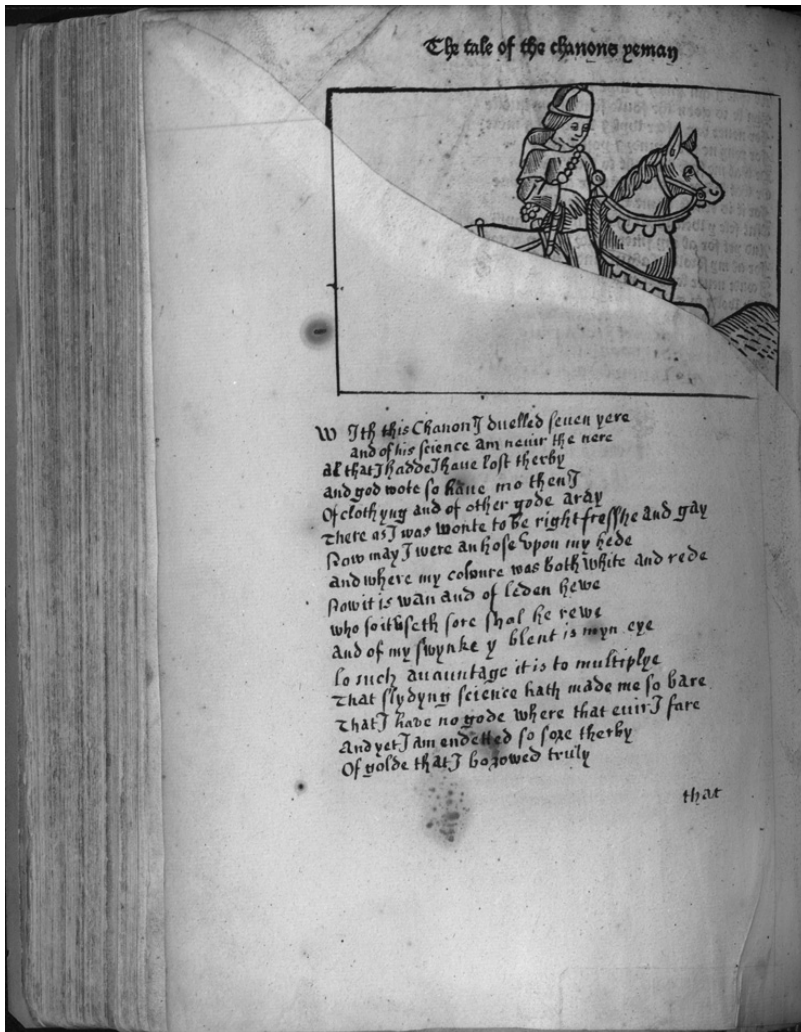 The tale of the chanons yeman
WJth this Chanon J duelled seuen yere
and of his science am neuir the nere
al that J hadde J haue lost therby
and god wote so haue mo then J
Of clothyng and of other gode aray
There as J was wonte to be right fresshe and gay
Now may J were an hose vpon my hede
and where my coloure was both white and rede
Now it is wan and of leden hewe
who so it vseth sore shal he rewe
and of my swynke y blent is myn eye
lo such auauntage it is to multiplye
That slydyng science hath made me so bare
That J haue no gode where that euir J fare
and yet J am endetted so sore therby
Of golde that J borowed truly
that